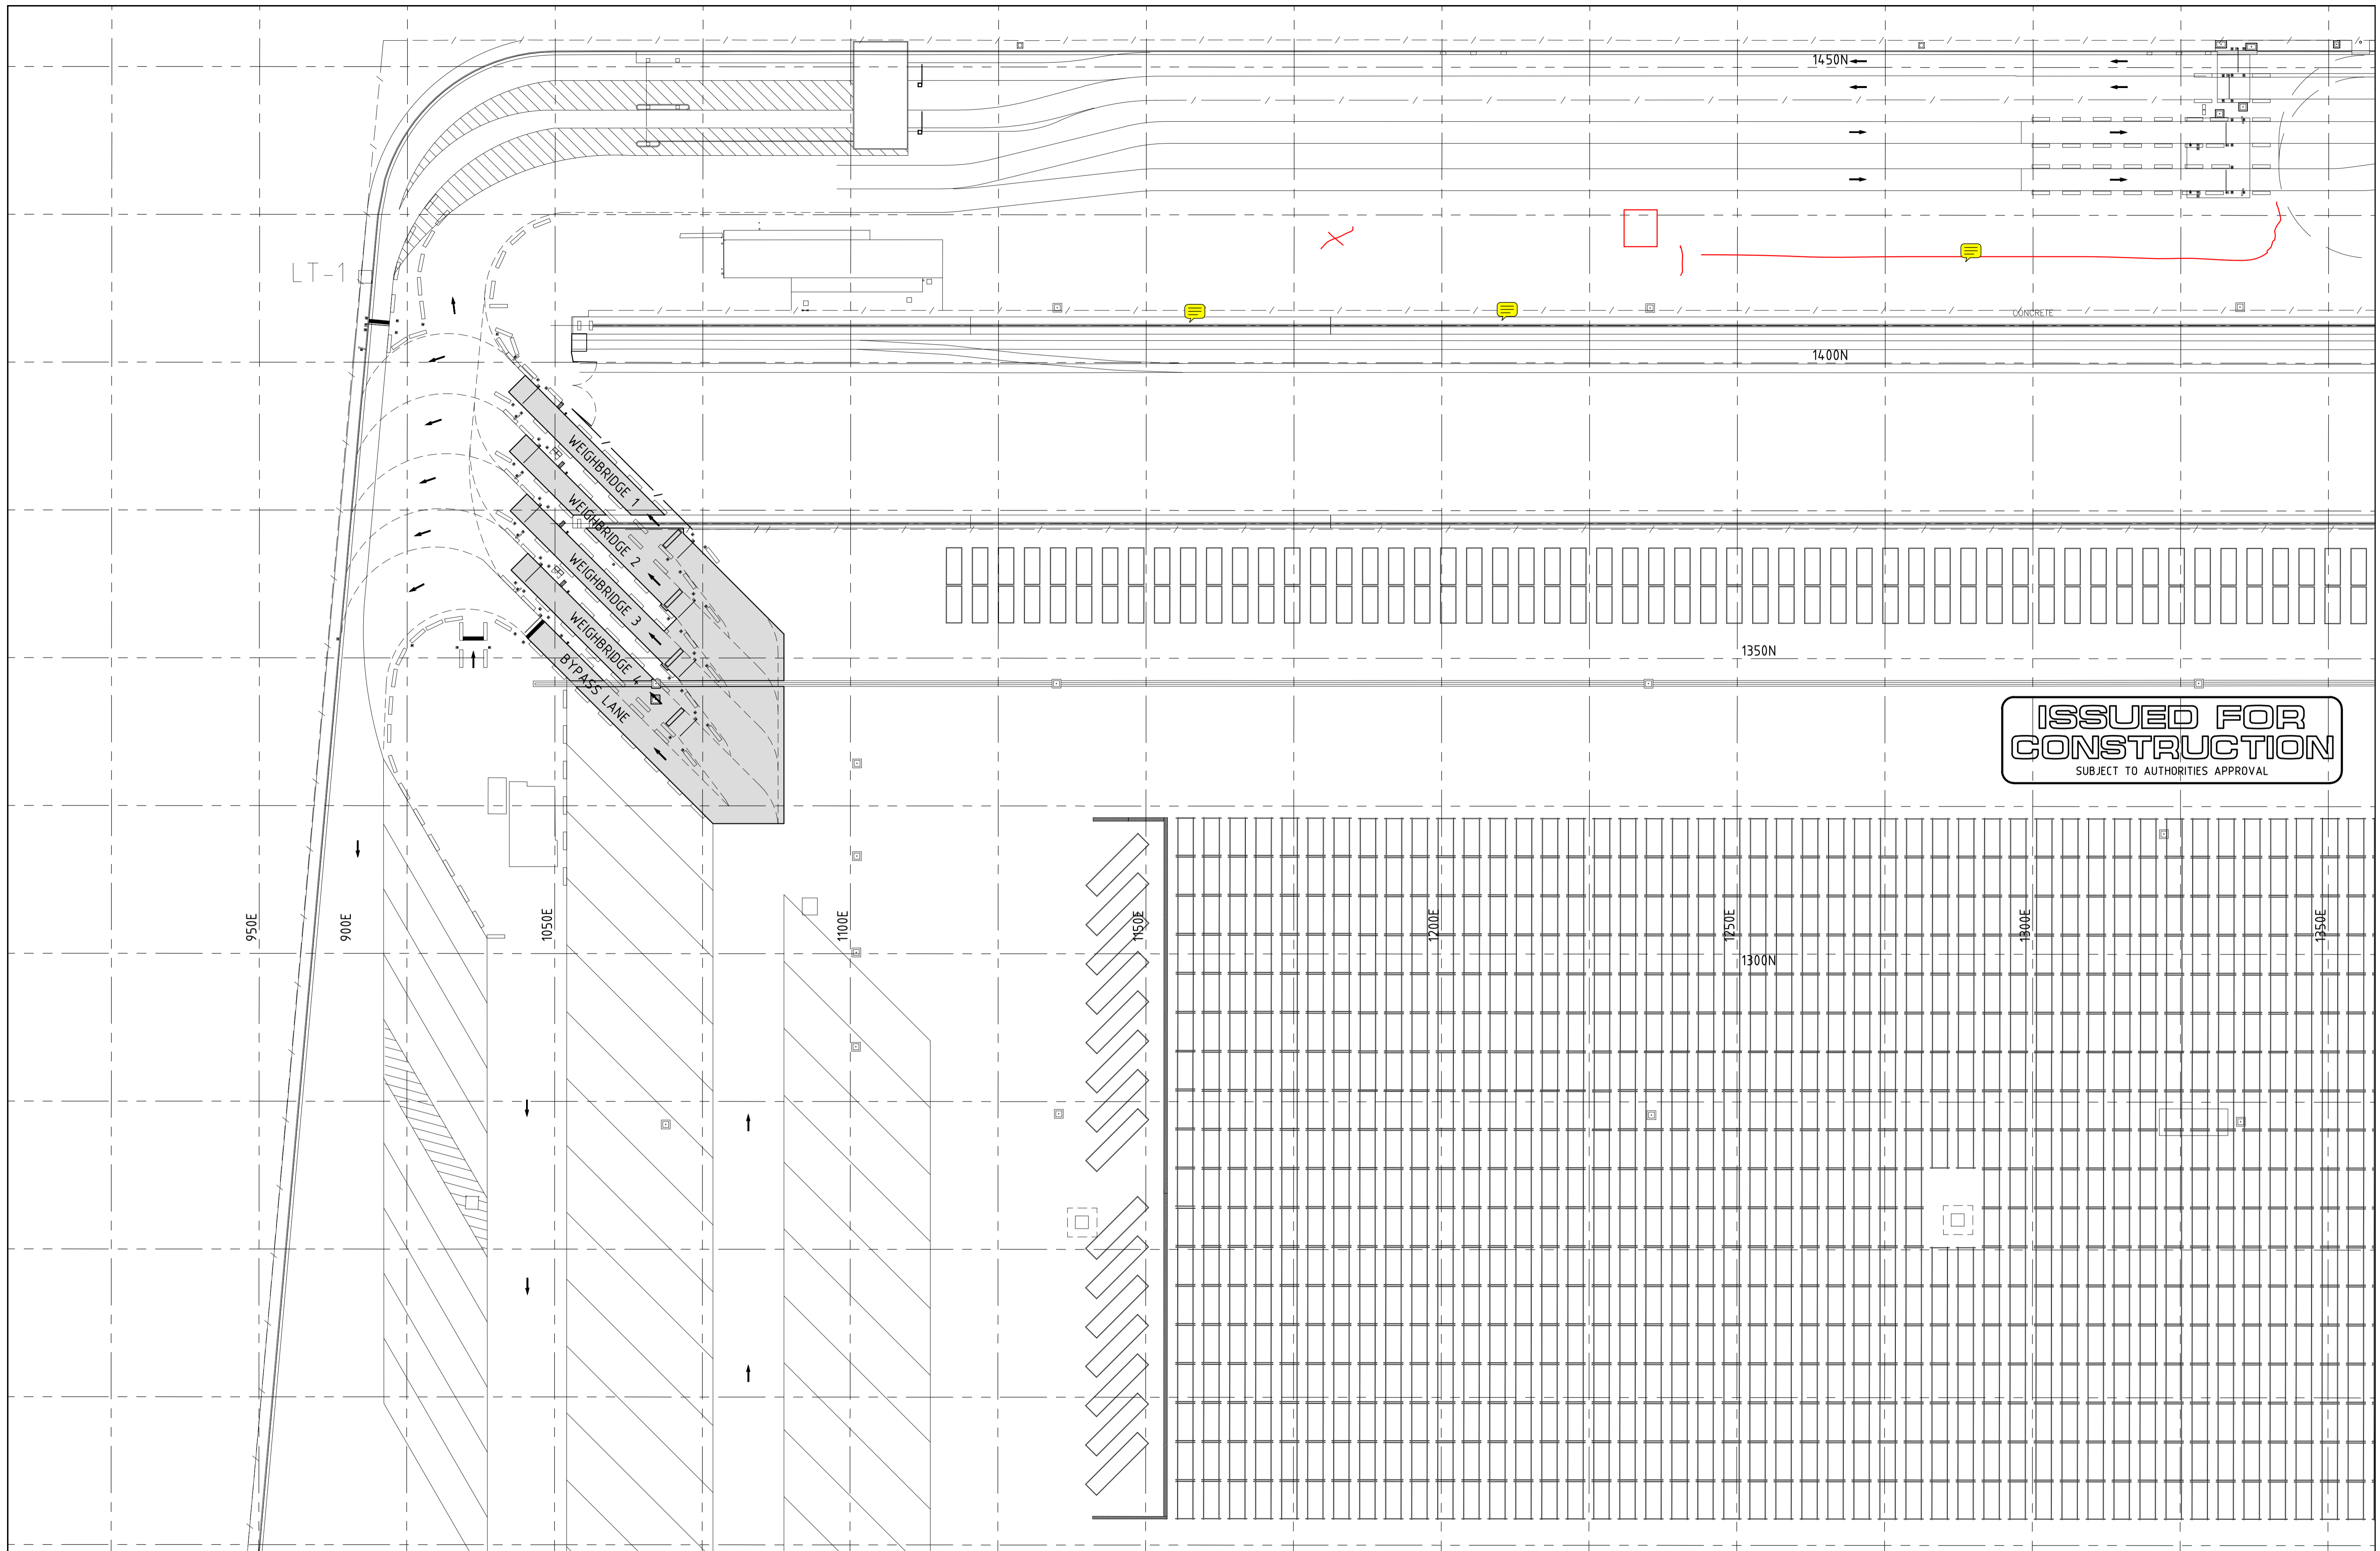 1450N
LT-1
CONCRETE
1400N
WEIGHBRIDGE 1
WEIGHBRIDGE 2
WEIGHBRIDGE 3
WEIGHBRIDGE 4
BYPASS LANE
1350N
ISSUED FOR
CONSTRUCTION
SUBJECT TO AUTHORITIES APPROVAL
950E
900E
1050E
1100E
1150E
1200E
1250E
1300E
1350E
1300N